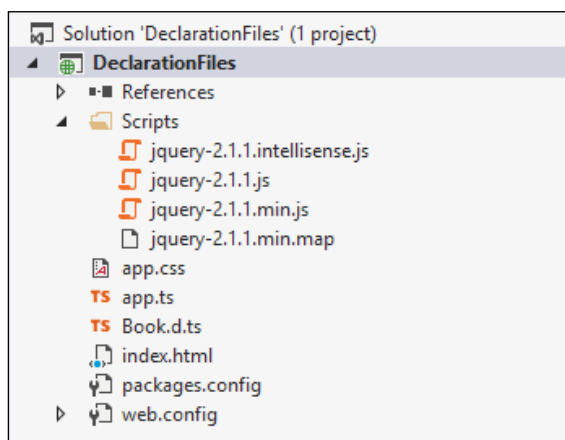 Solution 'DeclarationFiles' (1 project)
DeclarationFiles
References
Scripts
jquery-2.1.1.intellisense.js
jquery-2.1.1.js
jquery-2.1.1.min.js
jquery-2.1.1.min.map
app.css
TS app.ts
TS Book.d.ts
index.html
packages.config
web.config